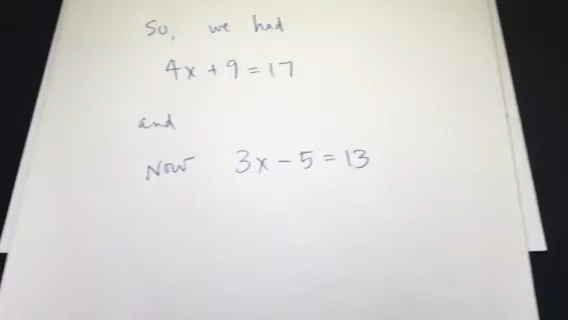 So, we had
4x + 9 = 17
and
Now 3x - 5 = 13